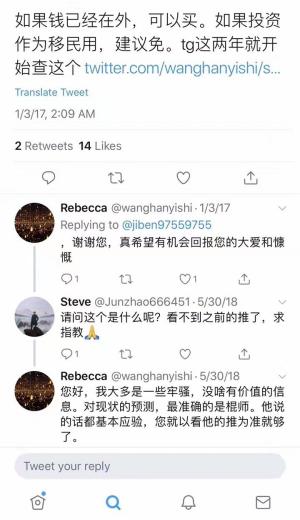 如果钱已经在外，可以买。如果投资
作为移民用，建议免。tg这两年就开
始查这个 twitter.com/wanghanyishi/s...
Translate Tweet
1/3/17, 2:09 AM
2 Retweets 14 Likes
Rebecca @wanghanyishi · 1/3/17
Replying to @jiben97559755
，谢谢您，真希望有机会回报您的大爱和慷
慨
1 1
Steve @Junzhao666451 · 5/30/18
请问这个是什么呢？看不到之前的推了，求
指教🙏
1
Rebecca @wanghanyishi · 5/30/18
您好，我大多是一些牢骚，没啥有价值的信
息。对现状的预测，最准确的是棍师。他说
的话都基本应验，您就以看他的推为准就够
了。
Tweet your reply